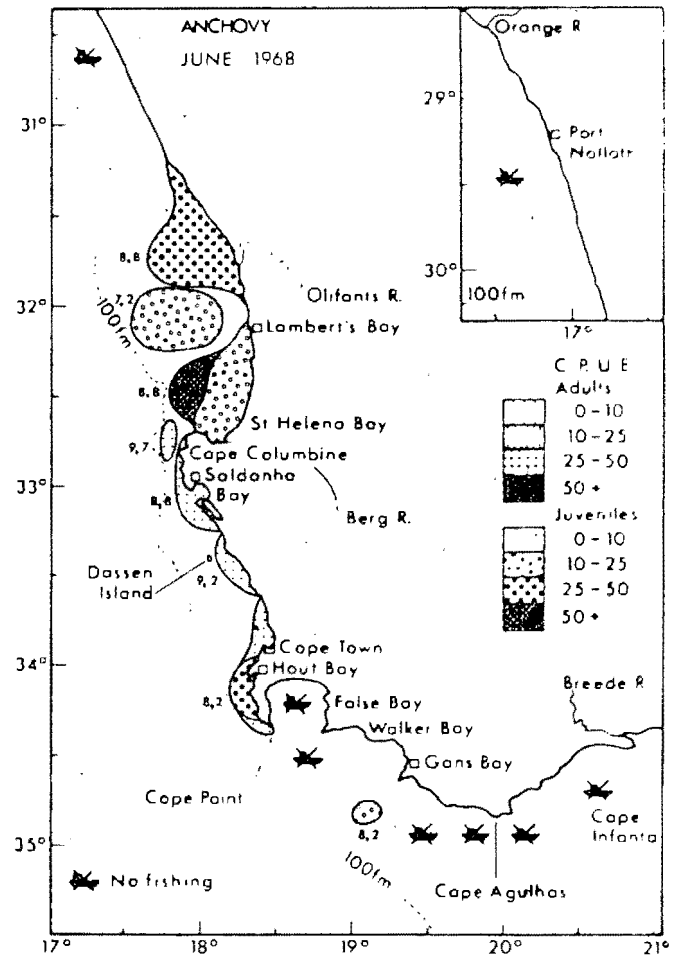 ANCHOVY
JUNE 1968
Orange R
29°
Port
Nolloth
30°
100fm
17°
31°
8,8
7,2
32°
100fm
Olifants R.
Lambert's Bay
8,8
St Helena Bay
9,7
Cape Columbine
Saldanha
Bay
33°
8,8
Berg R.
Dassen
Island
9,2
Cape Town
34°
Hout Bay
8,2
False Bay
Walker Bay
Breede R
Gans Bay
Cape Point
8,2
Cape
Infanta
35°
100fm
No fishing
Cape Agulhas
17°
18°
19°
20°
21°
C P U E
Adults
0-10
10-25
25-50
50+
Juveniles
0-10
10-25
25-50
50+